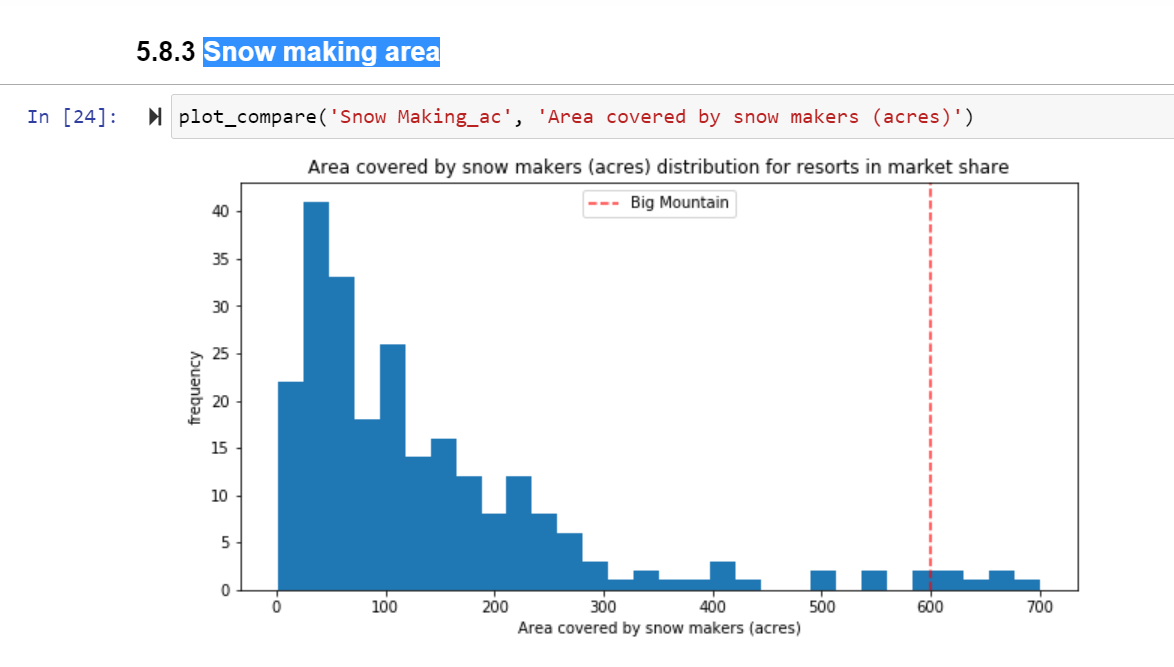 5.8.3 Snow making area
In [24]: plot_compare('Snow Making_ac', 'Area covered by snow makers (acres)')
Area covered by snow makers (acres) distribution for resorts in market share
Big Mountain
40
35
30
25
20
15
10
5
0
frequency
0 100 200 300 400 500 600 700
Area covered by snow makers (acres)